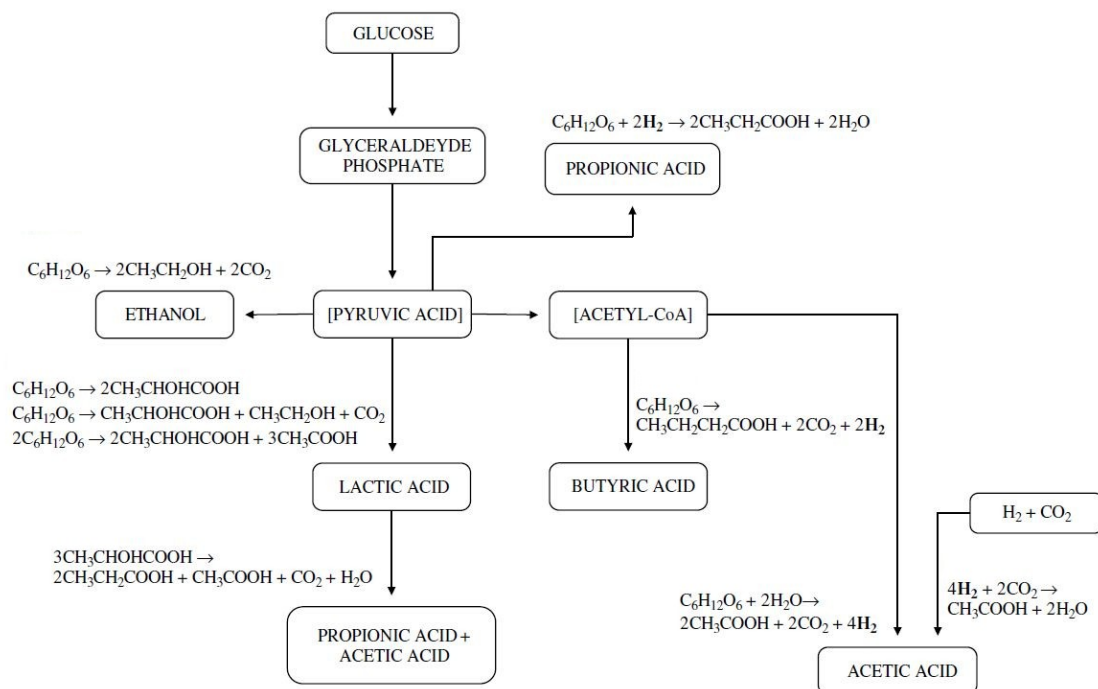 GLUCOSE
C₆H₁₂O₆ + 2H₂ → 2CH₃CH₂COOH + 2H₂O
GLYCERALDEYDE
PHOSPHATE
PROPIONIC ACID
C₆H₁₂O₆ → 2CH₃CH₂OH + 2CO₂
ETHANOL
[PYRUVIC ACID]
[ACETYL-CoA]
C₆H₁₂O₆ → 2CH₃CHOHCOOH
C₆H₁₂O₆ → CH₃CHOHCOOH + CH₃CH₂OH + CO₂
2C₆H₁₂O₆ → 2CH₃CHOHCOOH + 3CH₃COOH
C₆H₁₂O₆ →
CH₃CH₂CH₂COOH + 2CO₂ + 2H₂
LACTIC ACID
BUTYRIC ACID
H₂ + CO₂
3CH₃CHOHCOOH →
2CH₃CH₂COOH + CH₃COOH + CO₂ + H₂O
C₆H₁₂O₆ + 2H₂O→
2CH₃COOH + 2CO₂ + 4H₂
4H₂ + 2CO₂ →
CH₃COOH + 2H₂O
PROPIONIC ACID +
ACETIC ACID
ACETIC ACID